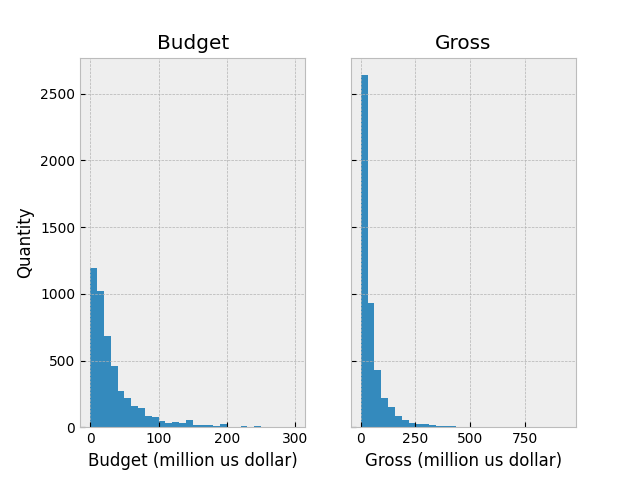 Budget
Gross
Quantity
2500
2000
1500
1000
500
0
0 100 200 300
0 250 500 750
Budget (million us dollar)
Gross (million us dollar)